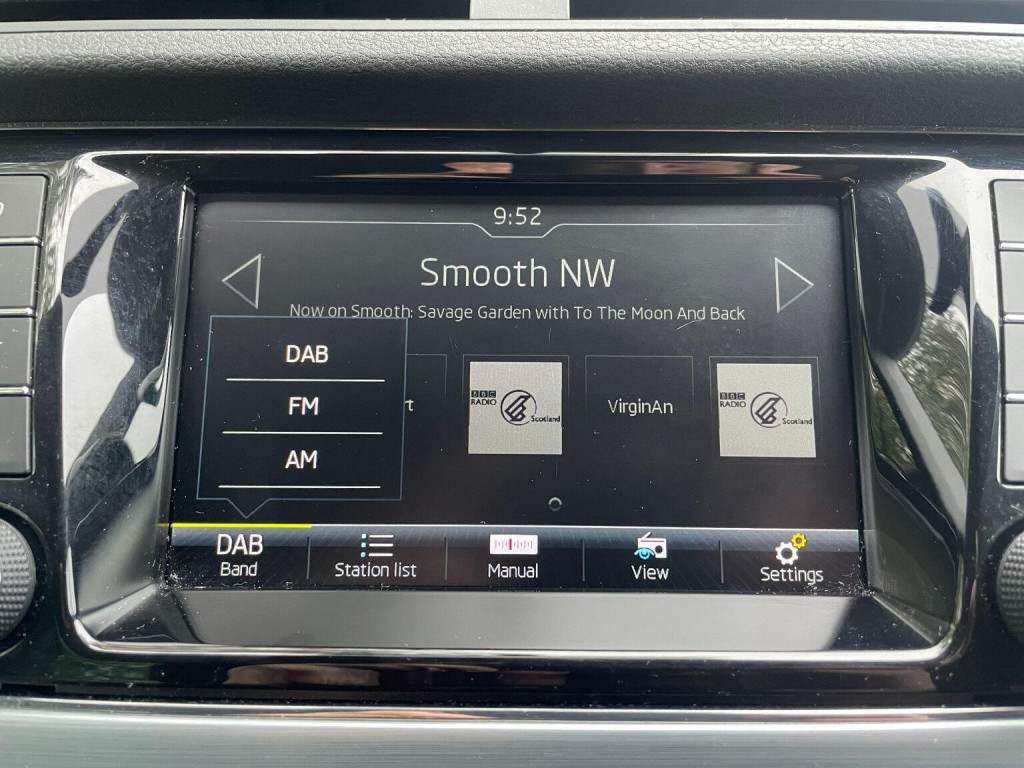 9:52
Smooth NW
Now on Smooth: Savage Garden with To The Moon And Back
DAB
FM
AM
BBC
RADIO
Scotland
VirginAn
BBC
RADIO
Scotland
DAB
Band
Station list
Manual
View
Settings